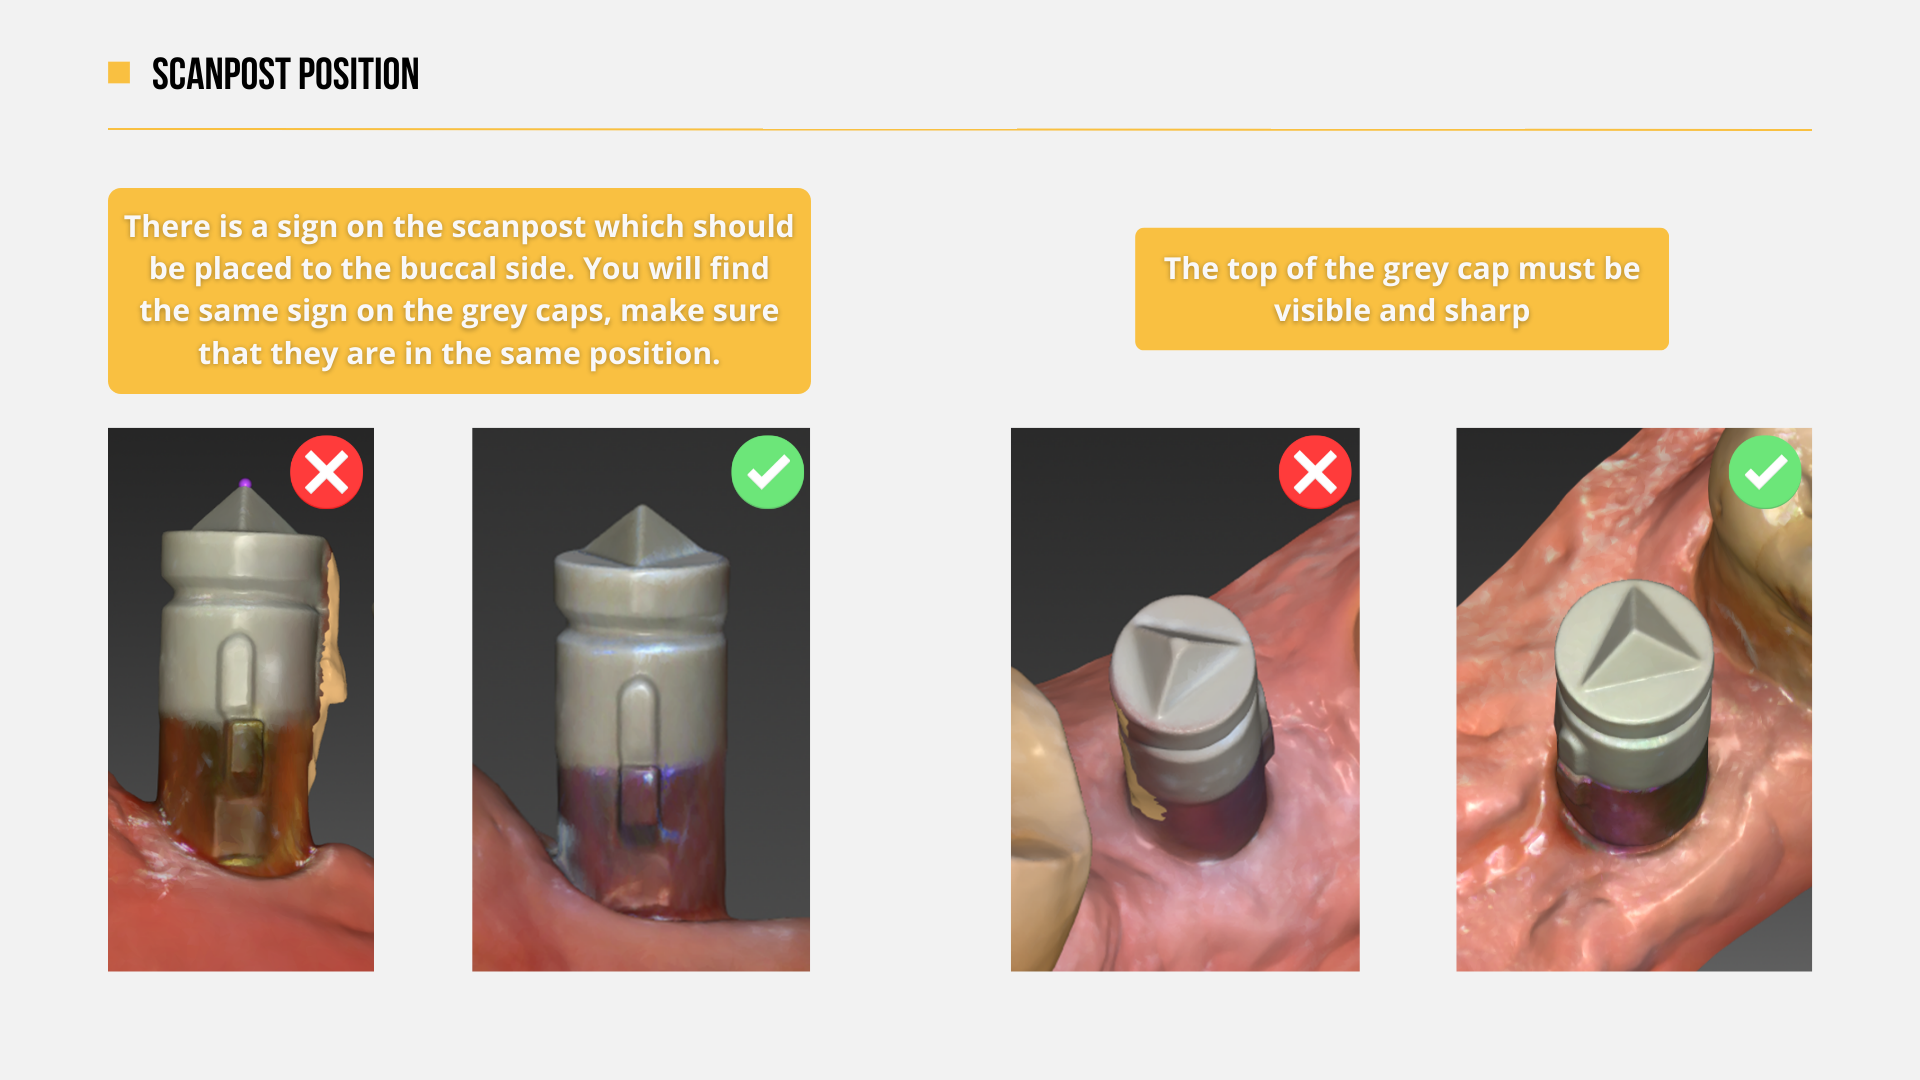 SCANPOST POSITION
There is a sign on the scanpost which should
be placed to the buccal side. You will find
the same sign on the grey caps, make sure
that they are in the same position.
The top of the grey cap must be
visible and sharp